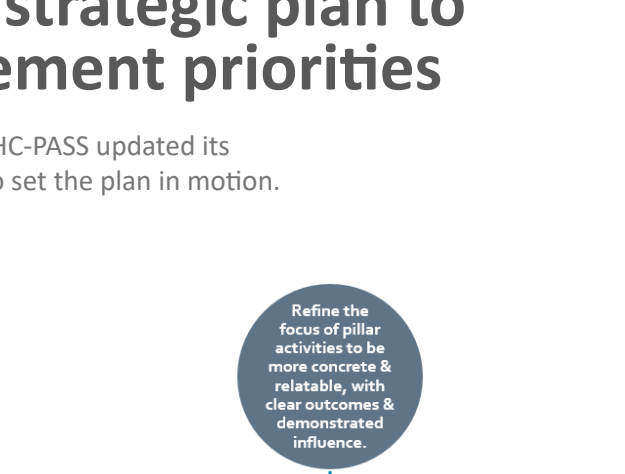 strategic plan to
ement priorities
HC-PASS updated its
o set the plan in motion.
Refine the
focus of pillar
activities to be
more concrete &
relatable, with
clear outcomes &
demonstrated
influence.